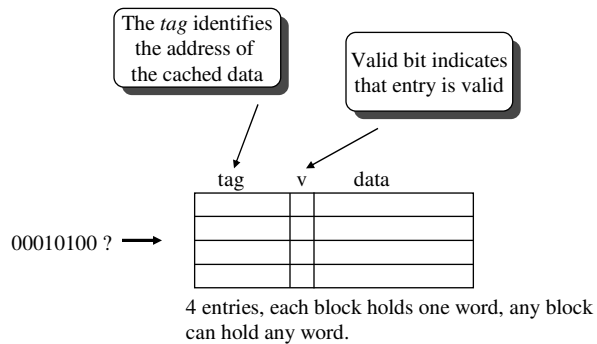 The tag identifies
the address of
the cached data
Valid bit indicates
that entry is valid
tag v data
00010100 ?
4 entries, each block holds one word, any block
can hold any word.